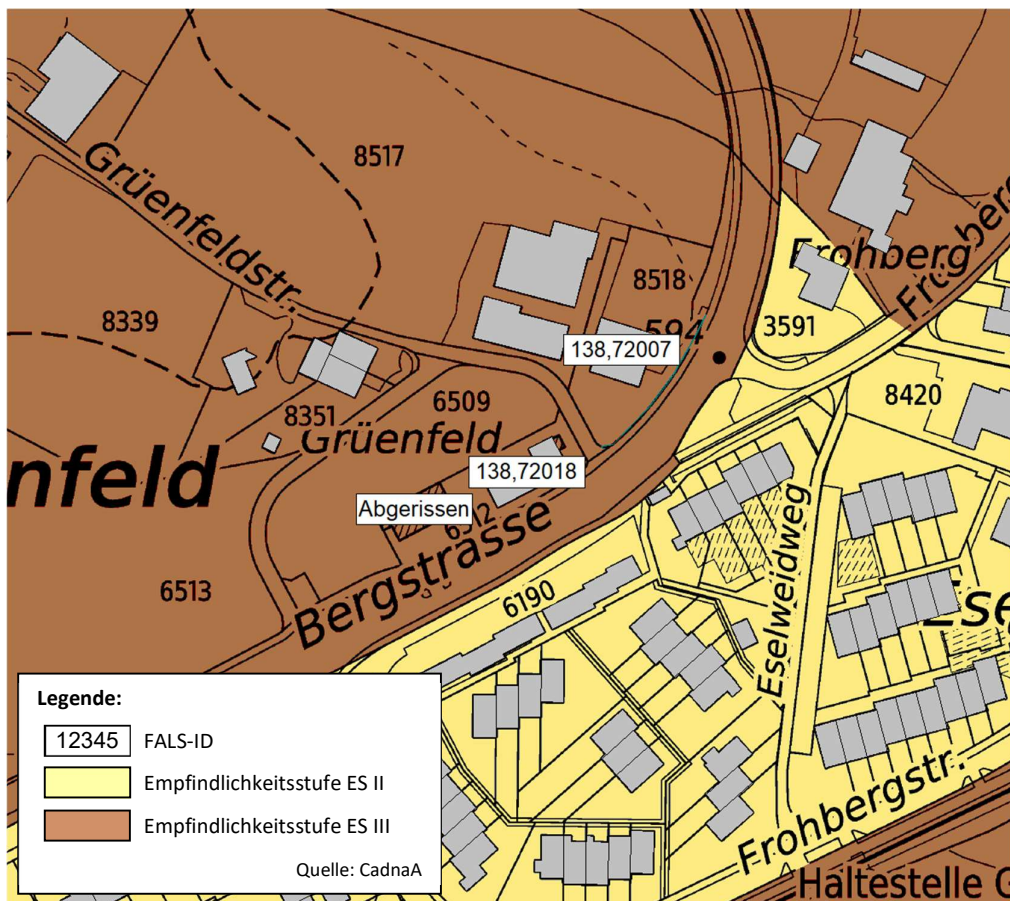 8517
Grüenfeldstr.
Frohberg
8518
8339
594
3591
138,72007
8420
8351
6509
Grüenfeld
nfeld
138,72018
Abgerissen
6512
Bergstrasse
Eselweidweg
6513
6190
Ese
Frohbergstr.
Haltestelle G
Legende:
12345 FALS-ID
Empfindlichkeitsstufe ES II
Empfindlichkeitsstufe ES III
Quelle: CadnaA